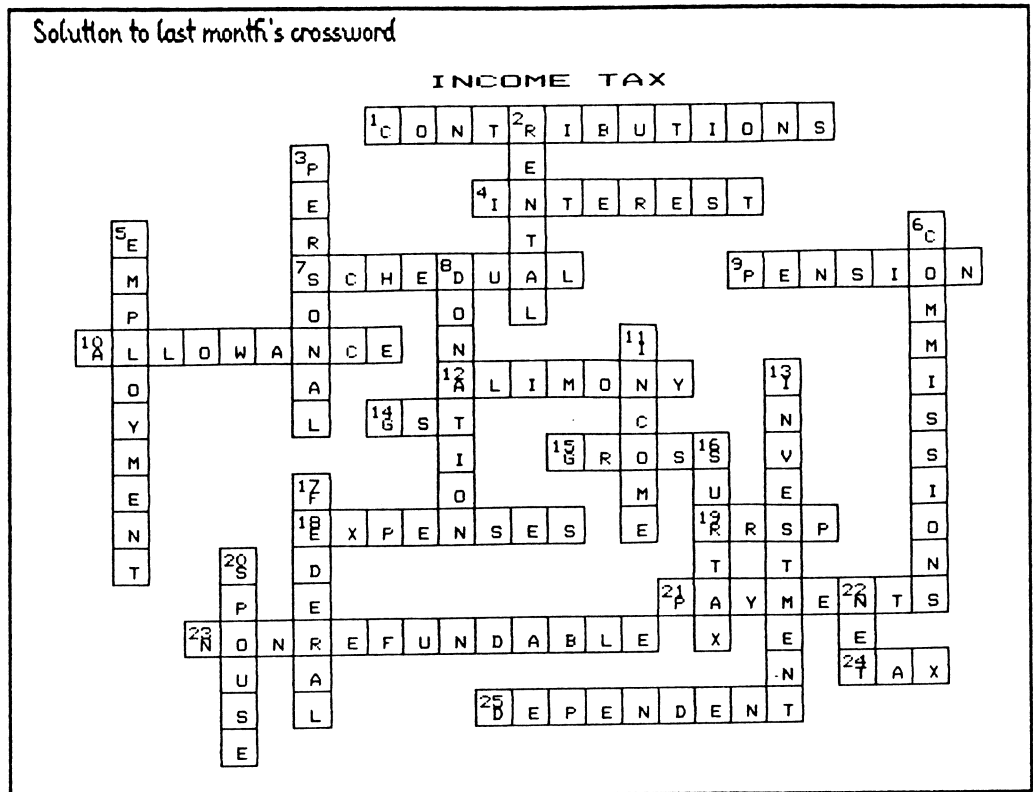 Solution to last month's crossword
INCOME TAX
1 CONTRIBUTIONS
2 RENTAL
3 PERSONAL
4 INTEREST
5 EMPLOYMENT
6 COMMISSIONS
7 SCHEDUAL
8 DONATION
9 PENSION
10 ALLOWANCE
11 INCOME
12 ALIMONY
13 INVESTMENT
14 GST
15 GROSS
16 SURTAX
17 FEDERAL
18 EXPENSES
19 RRSP
20 SPOUSE
21 PAYMENTS
22 NET
23 NONREFUNDABLE
24 TAX
25 DEPENDENT